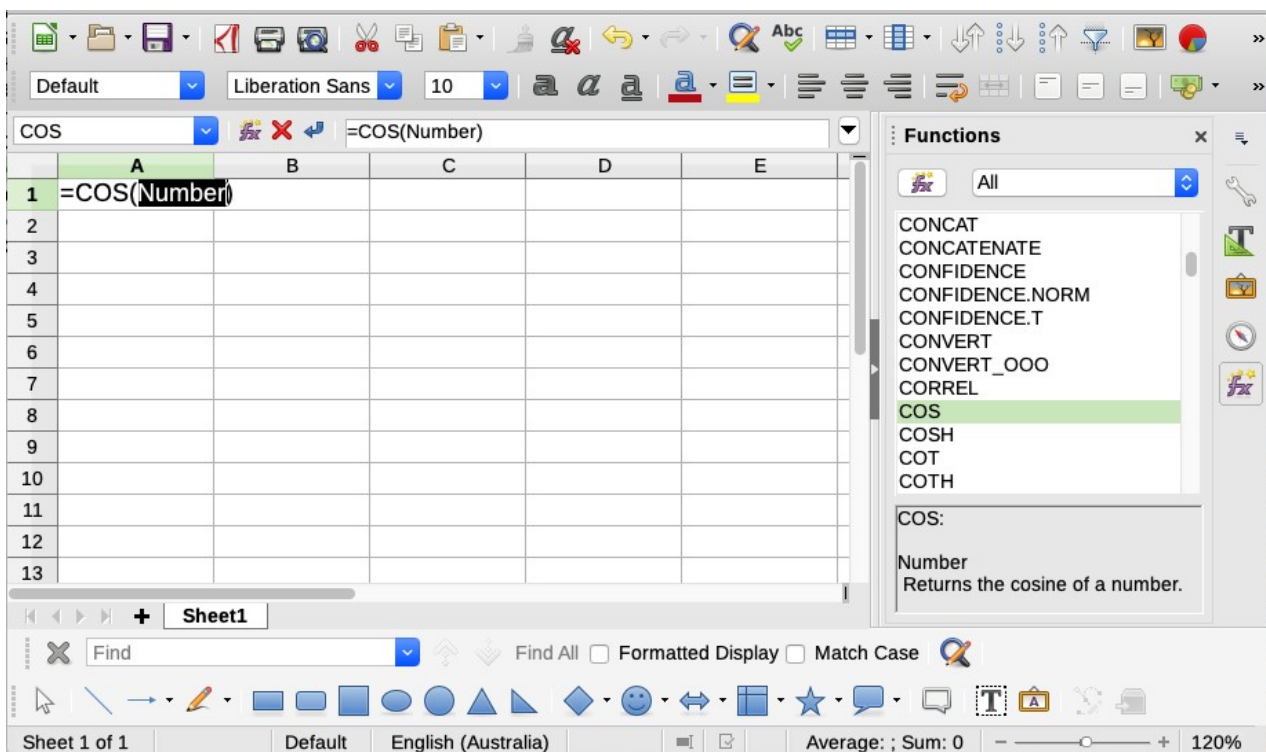 Abc
Default
Liberation Sans
10
a a a a
COS
=COS(Number)
A B C D E
1 =COS(Number)
2
3
4
5
6
7
8
9
10
11
12
13
Functions
fx All
CONCAT
CONCATENATE
CONFIDENCE
CONFIDENCE.NORM
CONFIDENCE.T
CONVERT
CONVERT_OOO
CORREL
COS
COSH
COT
COTH
COS:
Number
Returns the cosine of a number.
Sheet1
Find Find All Formatted Display Match Case
Sheet 1 of 1 Default English (Australia) Average: ; Sum: 0 120%